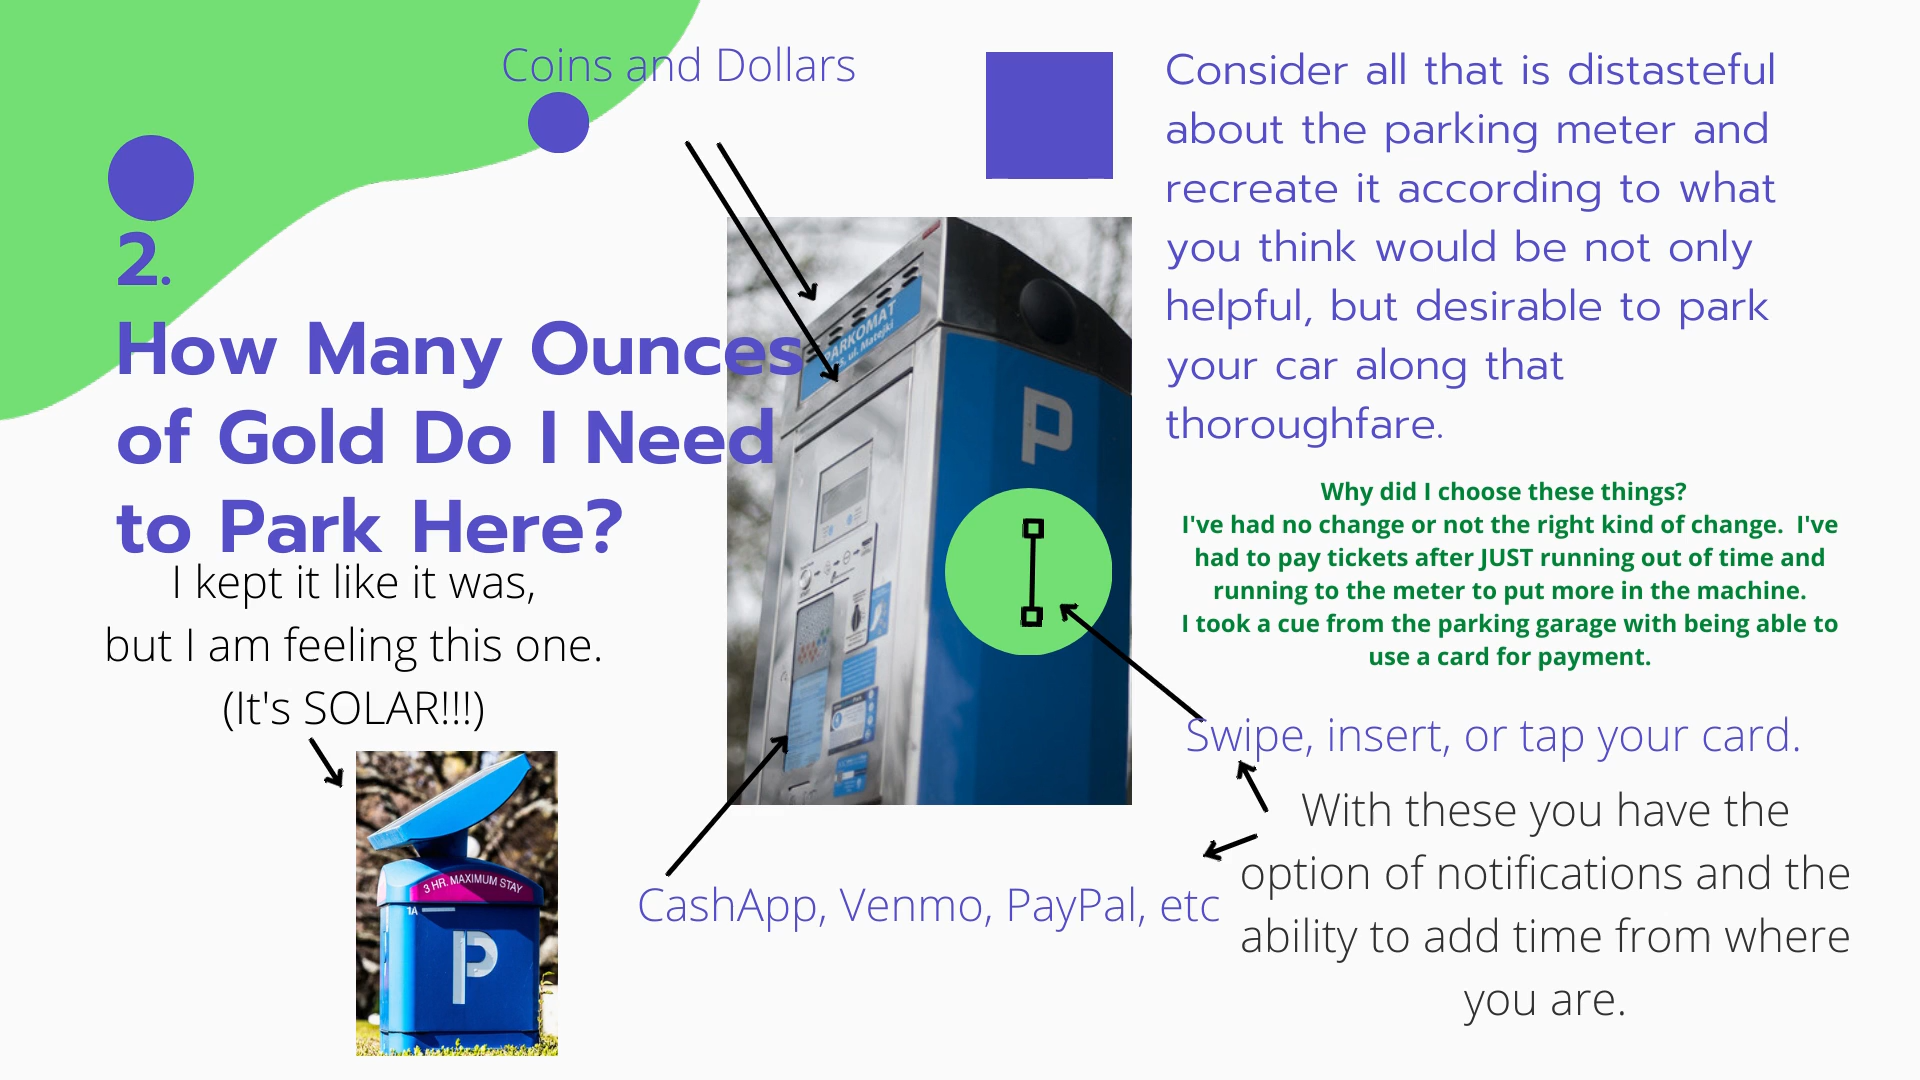 Coins and Dollars
2.
How Many Ounces
of Gold Do I Need
to Park Here?
I kept it like it was,
but I am feeling this one.
(It's SOLAR!!!)
3 HR. MAXIMUM STAY
1A
P
PARKOMAT
ul. Matejki
P
CashApp, Venmo, PayPal, etc
Consider all that is distasteful
about the parking meter and
recreate it according to what
you think would be not only
helpful, but desirable to park
your car along that
thoroughfare.
Why did I choose these things?
I've had no change or not the right kind of change.  I've
had to pay tickets after JUST running out of time and
running to the meter to put more in the machine.
I took a cue from the parking garage with being able to
use a card for payment.
Swipe, insert, or tap your card.
With these you have the
option of notifications and the
ability to add time from where
you are.